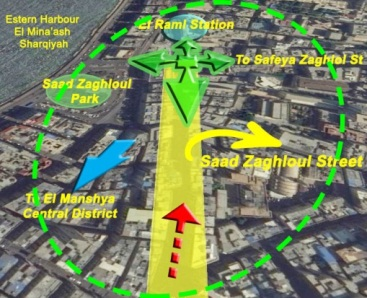 Estern Harbour
El Mina'ash
Sharqiyah
El Raml Station
To Safeya Zaghlol St
Saad Zaghloul
Park
Saad Zaghloul Street
To El Manshya
Central District